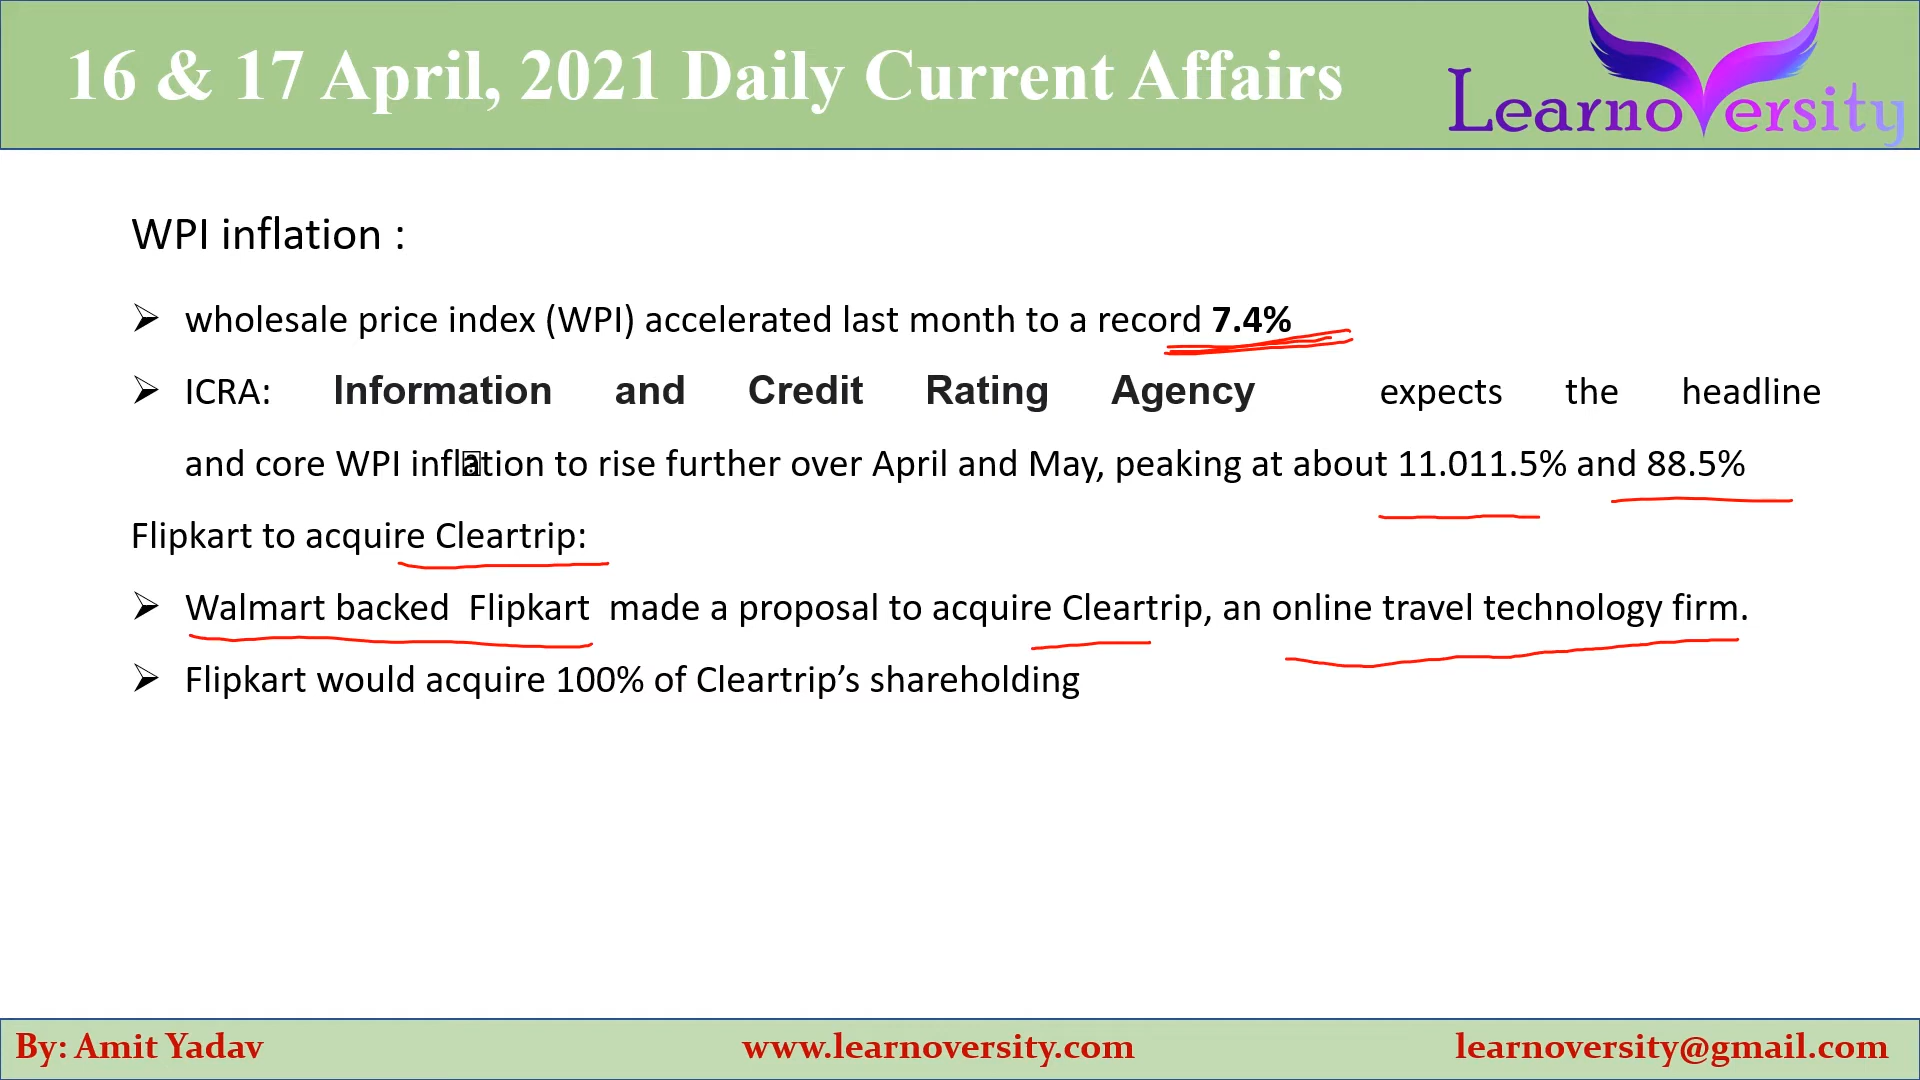 16 & 17 April, 2021 Daily Current Affairs
Learnoversity
WPI inflation :
➢ wholesale price index (WPI) accelerated last month to a record 7.4%
➢ ICRA: Information and Credit Rating Agency expects the headline
and core WPI inflation to rise further over April and May, peaking at about 11.011.5% and 88.5%
Flipkart to acquire Cleartrip:
➢ Walmart backed Flipkart made a proposal to acquire Cleartrip, an online travel technology firm.
➢ Flipkart would acquire 100% of Cleartrip’s shareholding
By: Amit Yadav www.learnoversity.com learnoversity@gmail.com